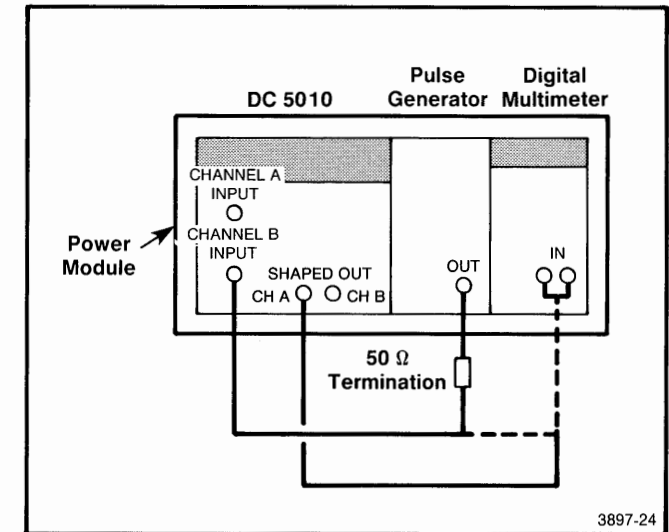 DC 5010
Pulse
Generator
Digital
Multimeter
CHANNEL A
INPUT
CHANNEL B
INPUT
SHAPED OUT
CH A
CH B
OUT
IN
Power
Module
50 Ω
Termination
3897-24